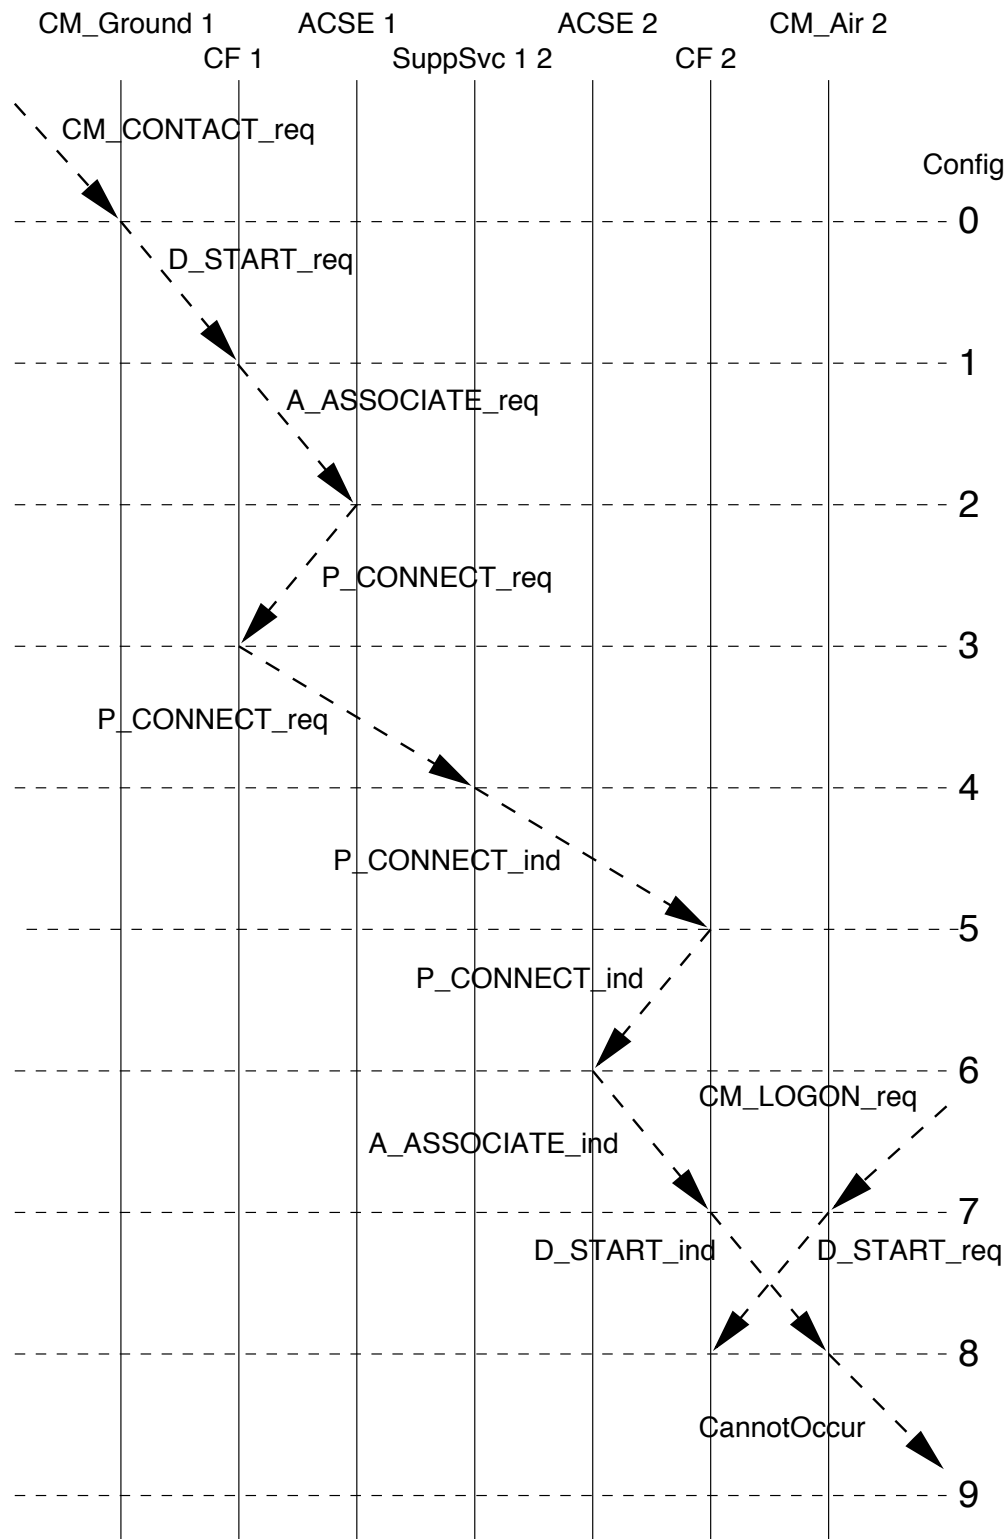 CM_Ground 1 ACSE 1 ACSE 2 CM_Air 2
CF 1 SuppSvc 1 2 CF 2
CM_CONTACT_req
Config
0
D_START_req
1
A_ASSOCIATE_req
2
P_CONNECT_req
3
P_CONNECT_req
4
P_CONNECT_ind
5
P_CONNECT_ind
6
CM_LOGON_req
A_ASSOCIATE_ind
7
D_START_ind D_START_req
8
CannotOccur
9